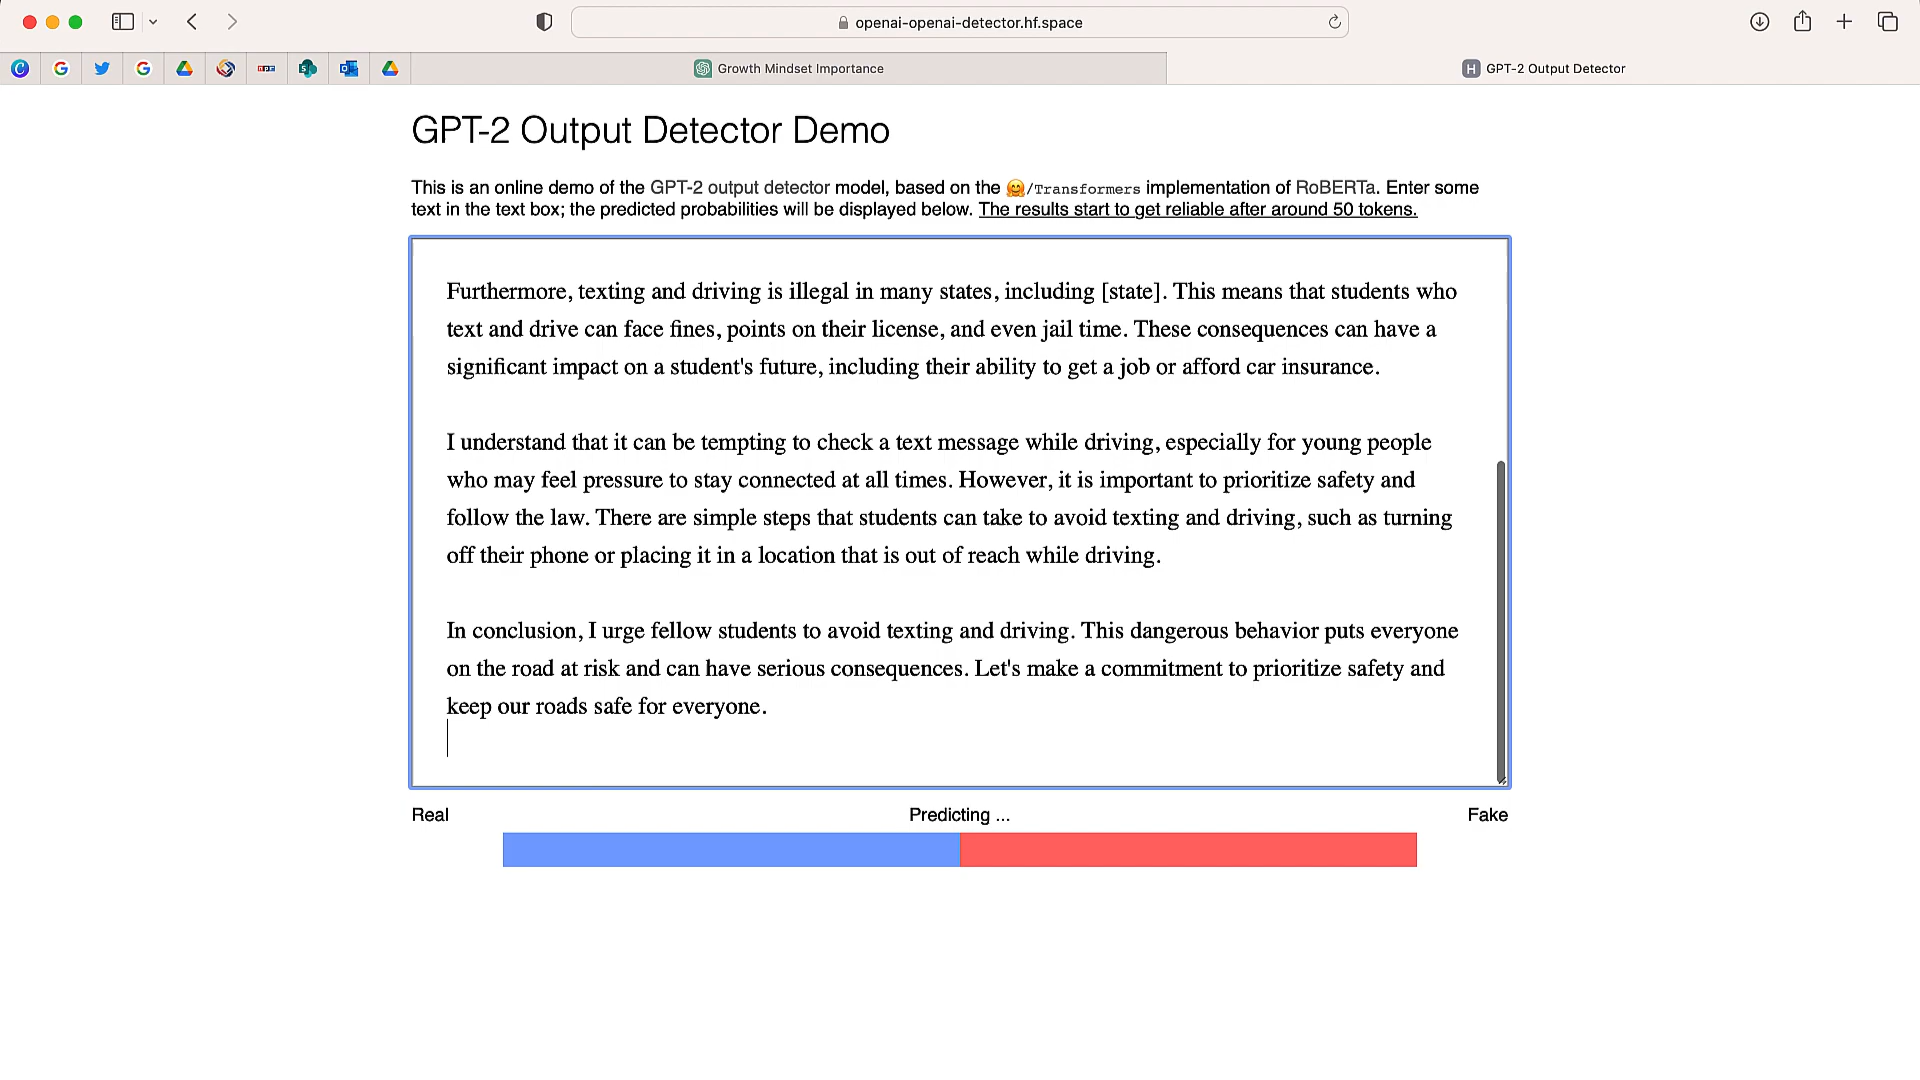 openai-openai-detector.hf.space
C
G
G
npr
S
Growth Mindset Importance
H GPT-2 Output Detector
GPT-2 Output Detector Demo
This is an online demo of the GPT-2 output detector model, based on the 🤗/Transformers implementation of RoBERTa. Enter some
text in the text box; the predicted probabilities will be displayed below. The results start to get reliable after around 50 tokens.
Furthermore, texting and driving is illegal in many states, including [state]. This means that students who
text and drive can face fines, points on their license, and even jail time. These consequences can have a
significant impact on a student's future, including their ability to get a job or afford car insurance.
I understand that it can be tempting to check a text message while driving, especially for young people
who may feel pressure to stay connected at all times. However, it is important to prioritize safety and
follow the law. There are simple steps that students can take to avoid texting and driving, such as turning
off their phone or placing it in a location that is out of reach while driving.
In conclusion, I urge fellow students to avoid texting and driving. This dangerous behavior puts everyone
on the road at risk and can have serious consequences. Let's make a commitment to prioritize safety and
keep our roads safe for everyone.
Real Predicting ... Fake